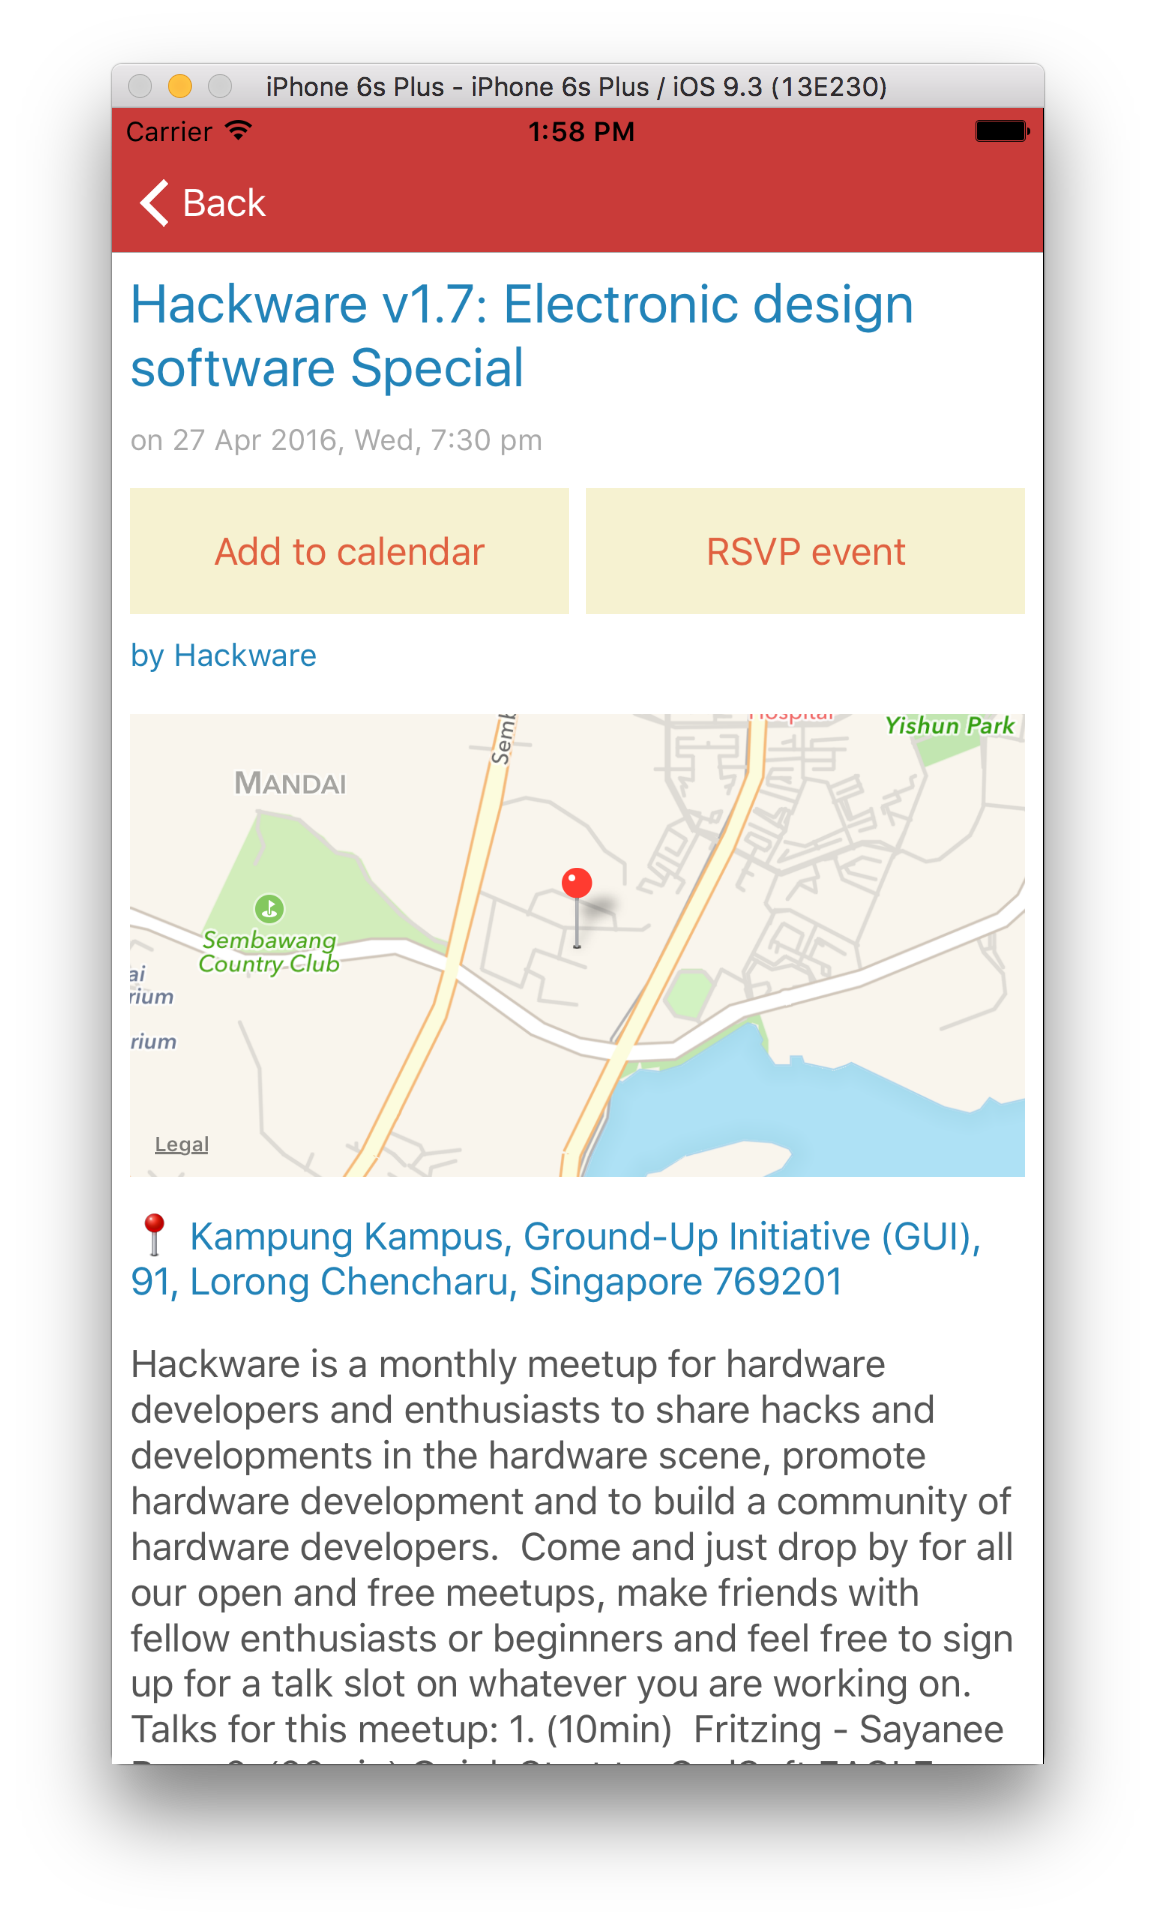 iPhone 6s Plus - iPhone 6s Plus / iOS 9.3 (13E230)
Carrier 1:58 PM
Back
Hackware v1.7: Electronic design
software Special
on 27 Apr 2016, Wed, 7:30 pm
Add to calendar RSVP event
by Hackware
Hospital
Yishun Park
Semb
MANDAI
Sembawang
Country Club
ai
rium
rium
Legal
Kampung Kampus, Ground-Up Initiative (GUI),
91, Lorong Chencharu, Singapore 769201
Hackware is a monthly meetup for hardware
developers and enthusiasts to share hacks and
developments in the hardware scene, promote
hardware development and to build a community of
hardware developers.  Come and just drop by for all
our open and free meetups, make friends with
fellow enthusiasts or beginners and feel free to sign
up for a talk slot on whatever you are working on.
Talks for this meetup: 1. (10min)  Fritzing - Sayanee